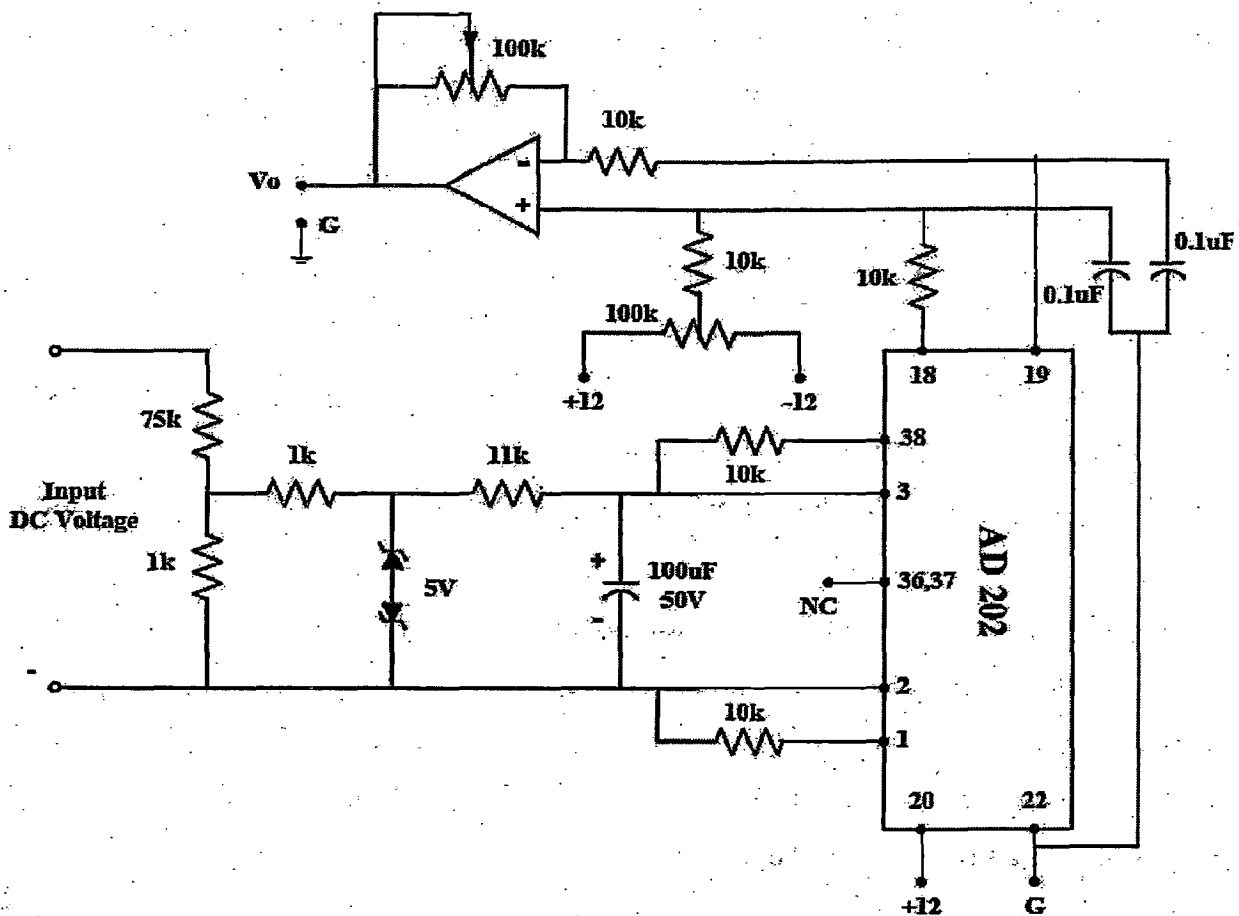 100k
10k
-
Vo
+
G
10k
10k
0.1uF
0.1uF
100k
+12
-12
18
19
75k
1k
11k
10k
38
3
Input
DC Voltage
1k
5V
+
100uF
50V
-
NC
36,37
AD 202
-
2
10k
1
20
22
+12
G